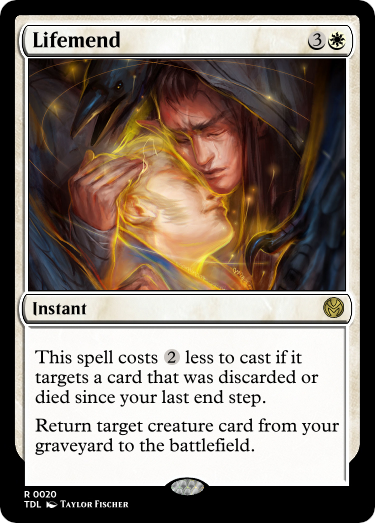 Lifemend 3
Instant
This spell costs 2 less to cast if it
targets a card that was discarded or
died since your last end step.
Return target creature card from your
graveyard to the battlefield.
R 0020
TDL Taylor Fischer